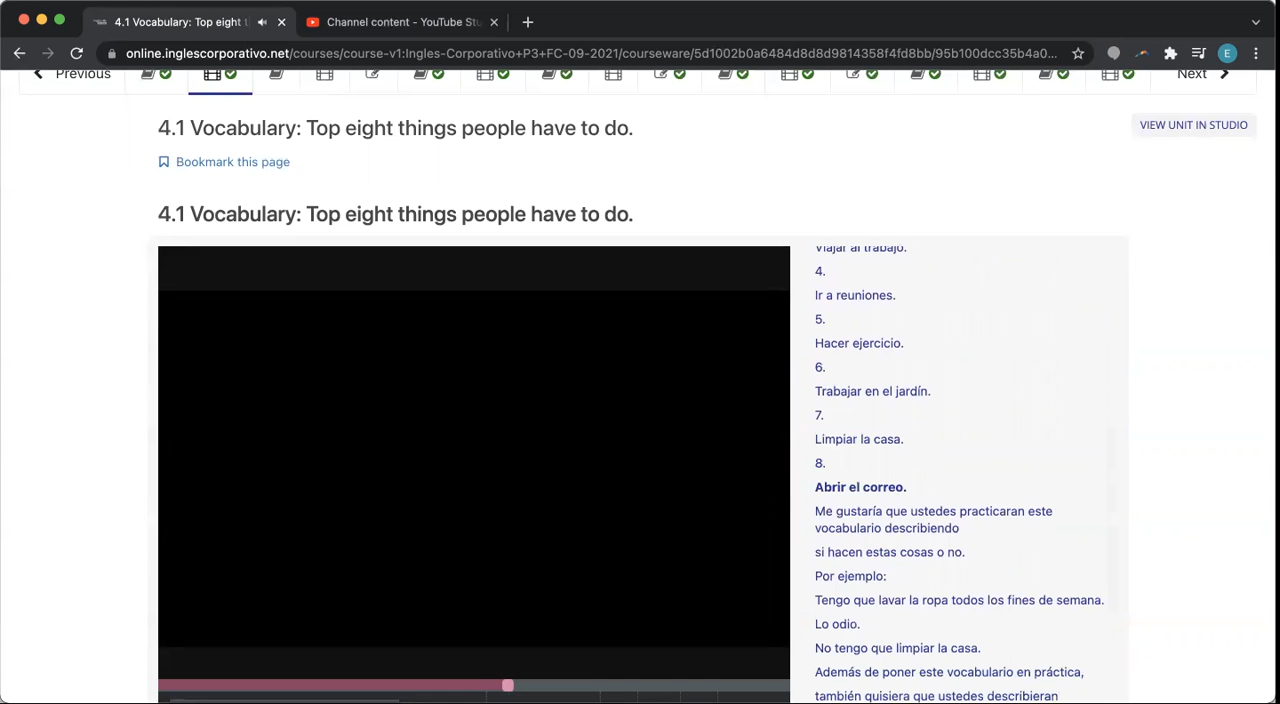 4.1 Vocabulary: Top eight t
Channel content - YouTube Stu
online.inglescorporativo.net/courses/course-v1:Ingles-Corporativo+P3+FC-09-2021/courseware/5d1002b0a6484d8d8d9814358f4fd8bb/95b100dcc35b4a0...
E
Previous
Next
4.1 Vocabulary: Top eight things people have to do.
VIEW UNIT IN STUDIO
Bookmark this page
4.1 Vocabulary: Top eight things people have to do.
Viajar al trabajo.
4.
Ir a reuniones.
5.
Hacer ejercicio.
6.
Trabajar en el jardín.
7.
Limpiar la casa.
8.
Abrir el correo.
Me gustaría que ustedes practicaran este
vocabulario describiendo
si hacen estas cosas o no.
Por ejemplo:
Tengo que lavar la ropa todos los fines de semana.
Lo odio.
No tengo que limpiar la casa.
Además de poner este vocabulario en práctica,
también quisiera que ustedes describieran